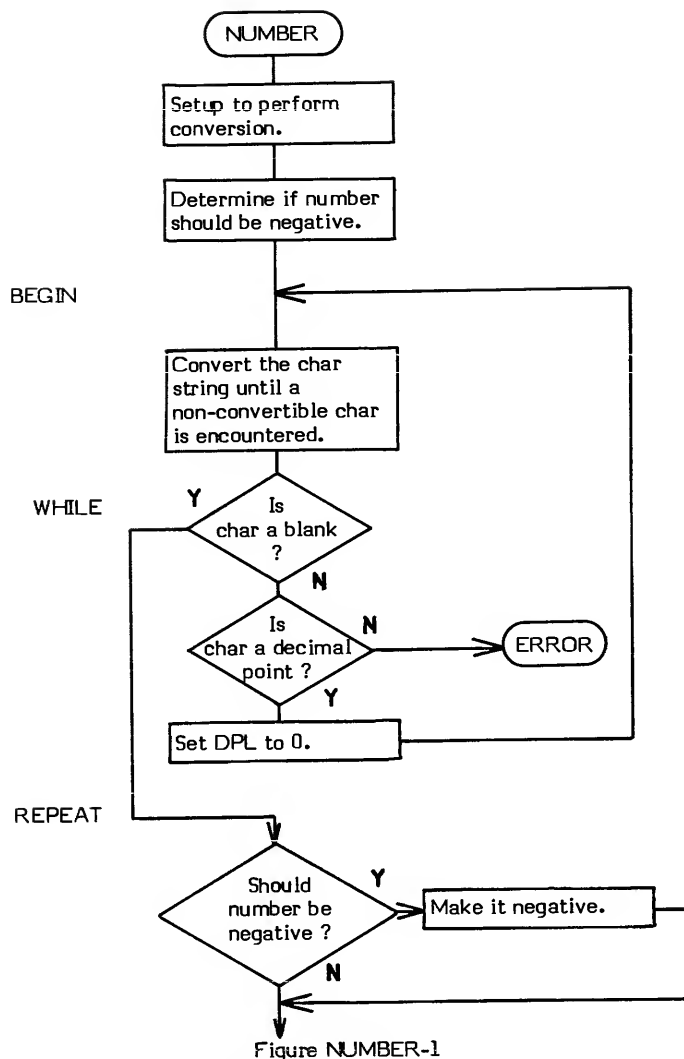 NUMBER
Setup to perform
conversion.
Determine if number
should be negative.
BEGIN
Convert the char
string until a
non-convertible char
is encountered.
WHILE
Y
Is
char a blank
?
N
Is
char a decimal
point ?
N
ERROR
Y
Set DPL to 0.
REPEAT
Should
number be
negative ?
Y
Make it negative.
N
Figure NUMBER-1